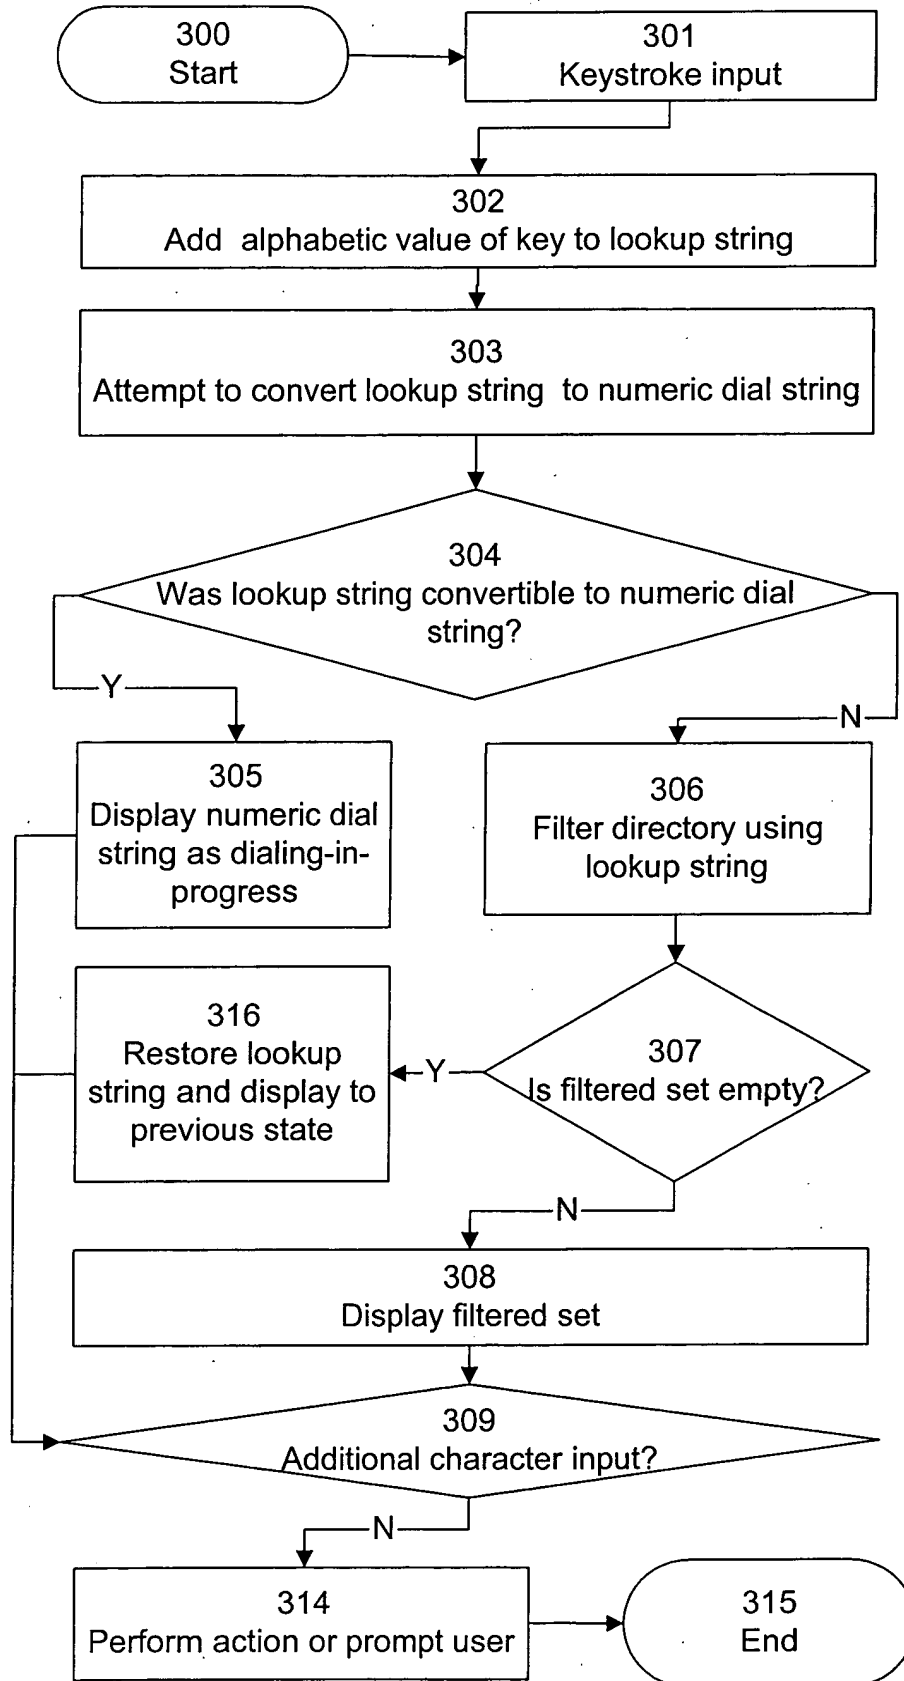 300
Start
301
Keystroke input
302
Add alphabetic value of key to lookup string
303
Attempt to convert lookup string to numeric dial string
304
Was lookup string convertible to numeric dial
string?
Y
N
305
Display numeric dial
string as dialing-in-
progress
306
Filter directory using
lookup string
316
Restore lookup
string and display to
previous state
Y
307
Is filtered set empty?
N
308
Display filtered set
309
Additional character input?
N
314
Perform action or prompt user
315
End